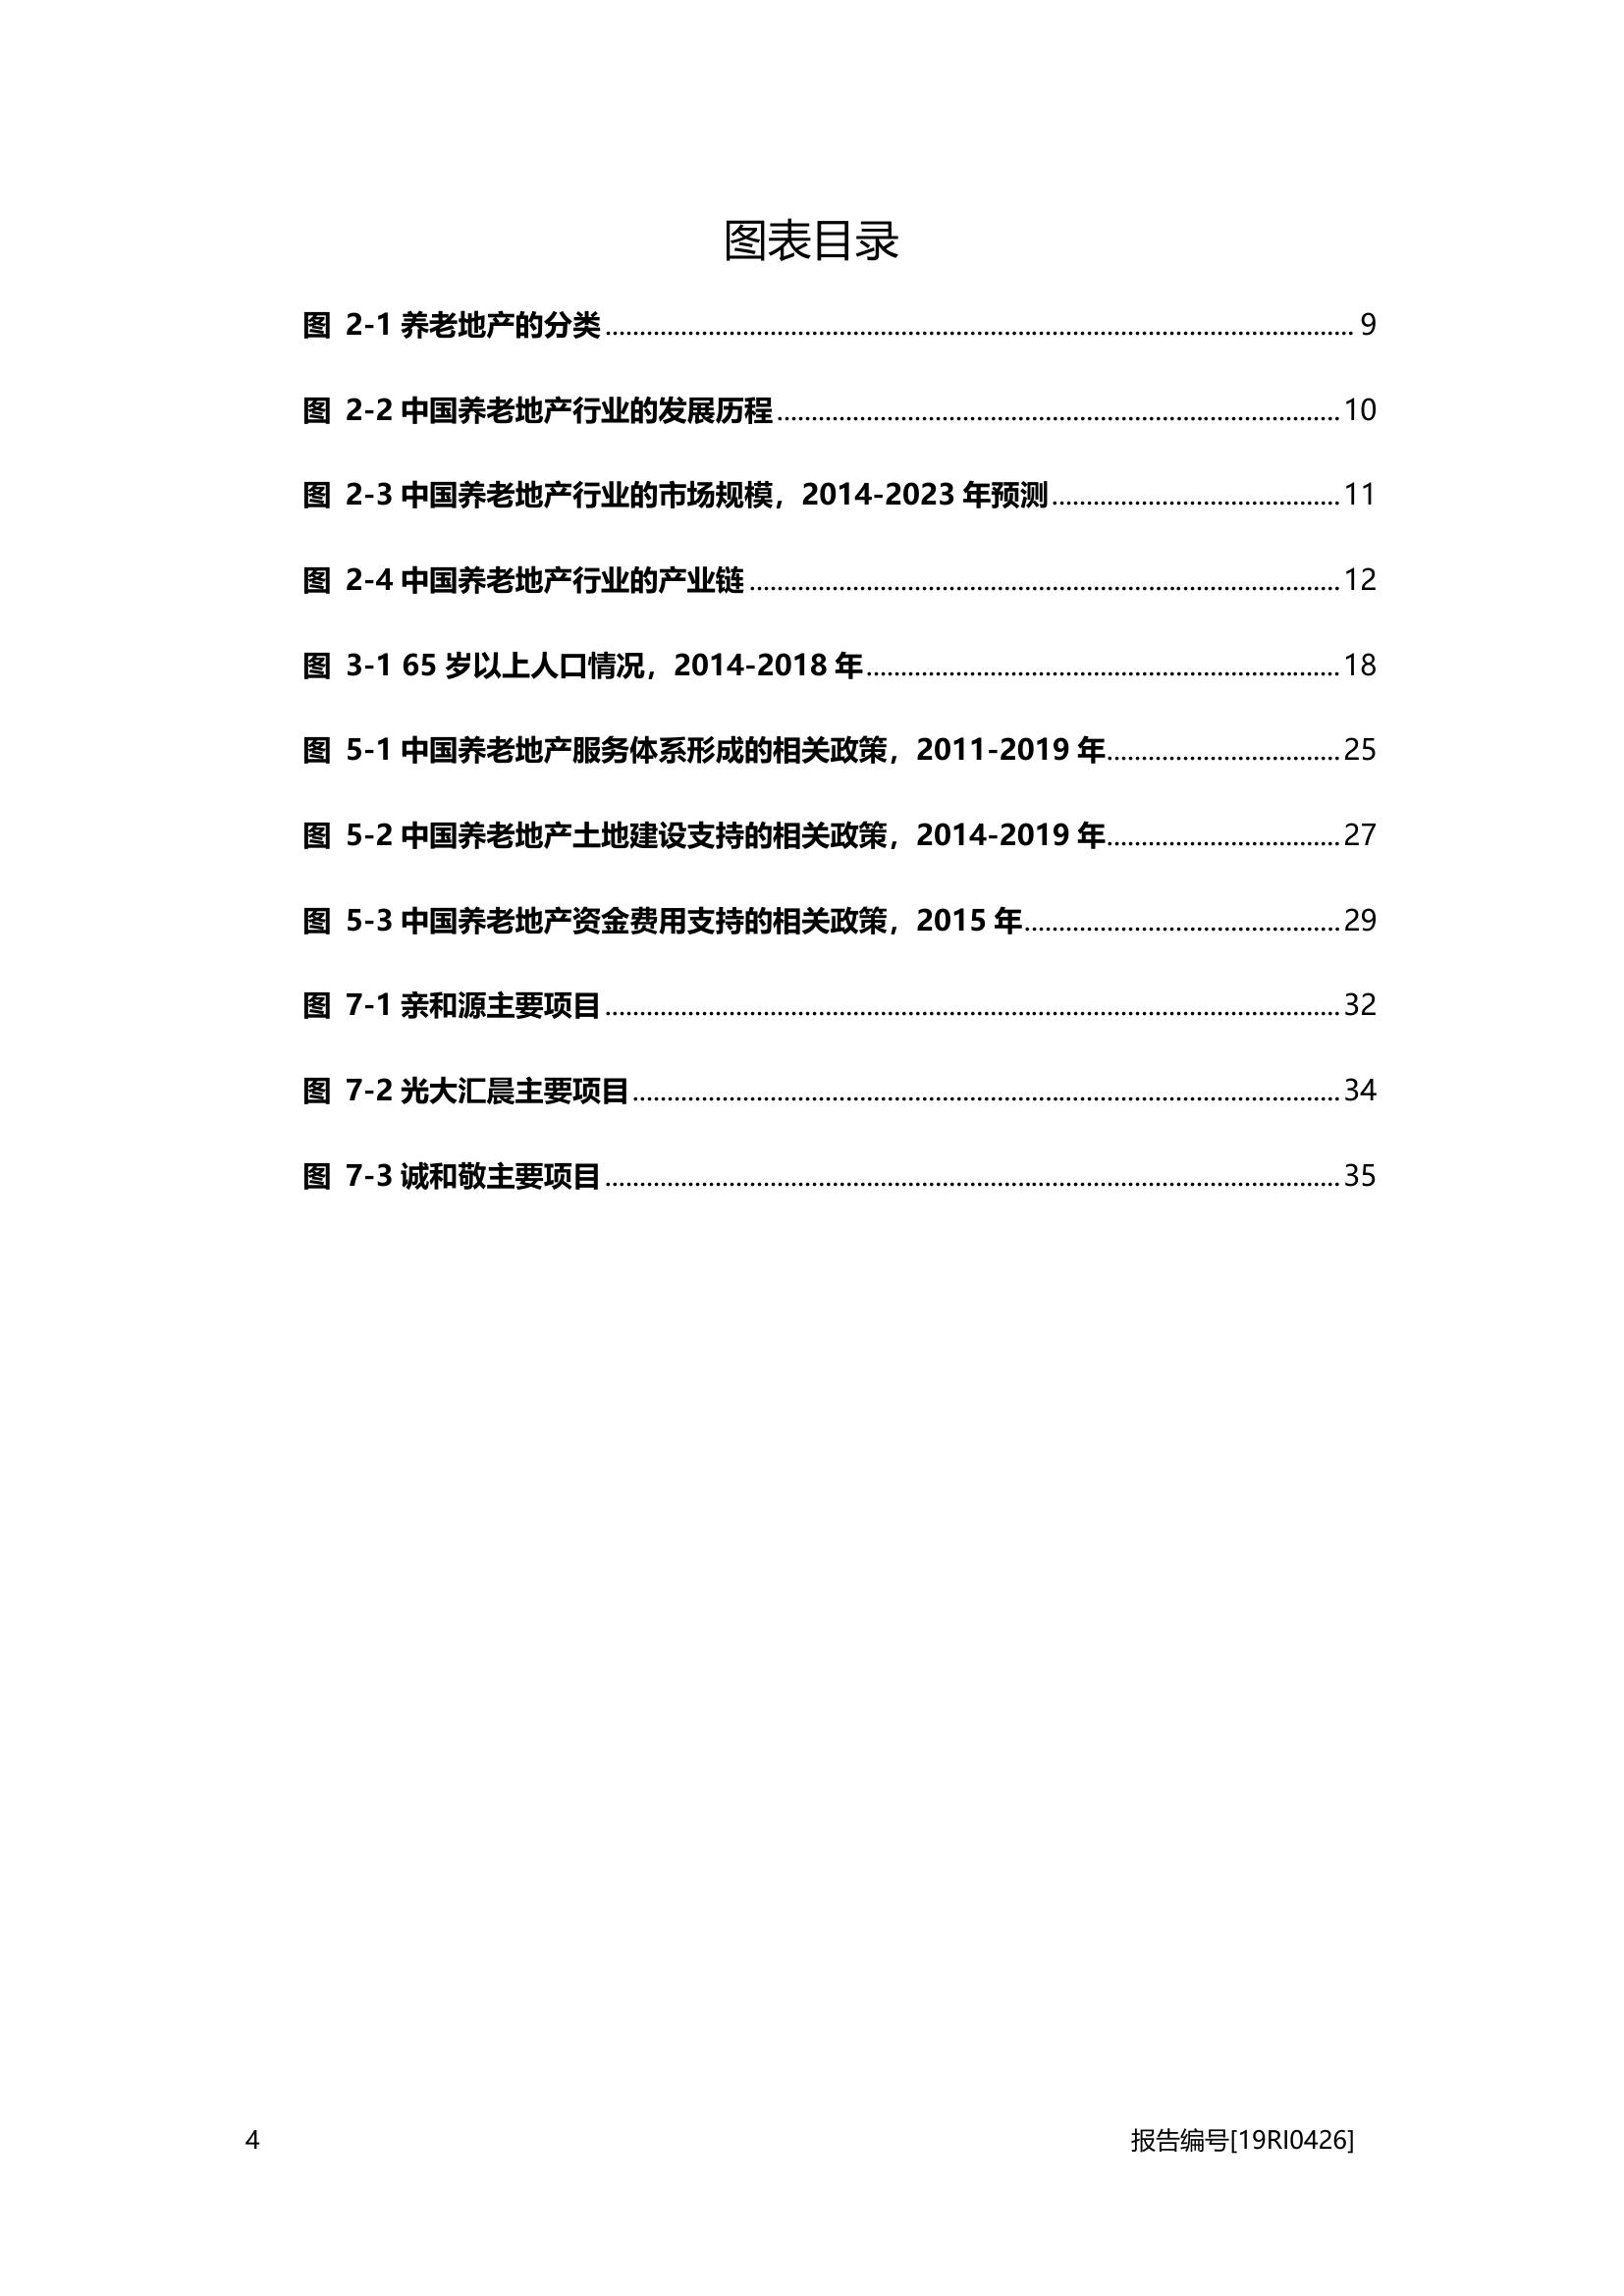 图表目录
图 2-1 养老地产的分类 9
图 2-2 中国养老地产行业的发展历程 10
图 2-3 中国养老地产行业的市场规模，2014-2023 年预测 11
图 2-4 中国养老地产行业的产业链 12
图 3-1 65 岁以上人口情况，2014-2018 年 18
图 5-1 中国养老地产服务体系形成的相关政策，2011-2019 年 25
图 5-2 中国养老地产土地建设支持的相关政策，2014-2019 年 27
图 5-3 中国养老地产资金费用支持的相关政策，2015 年 29
图 7-1 亲和源主要项目 32
图 7-2 光大汇晨主要项目 34
图 7-3 诚和敬主要项目 35
4 报告编号[19RI0426]